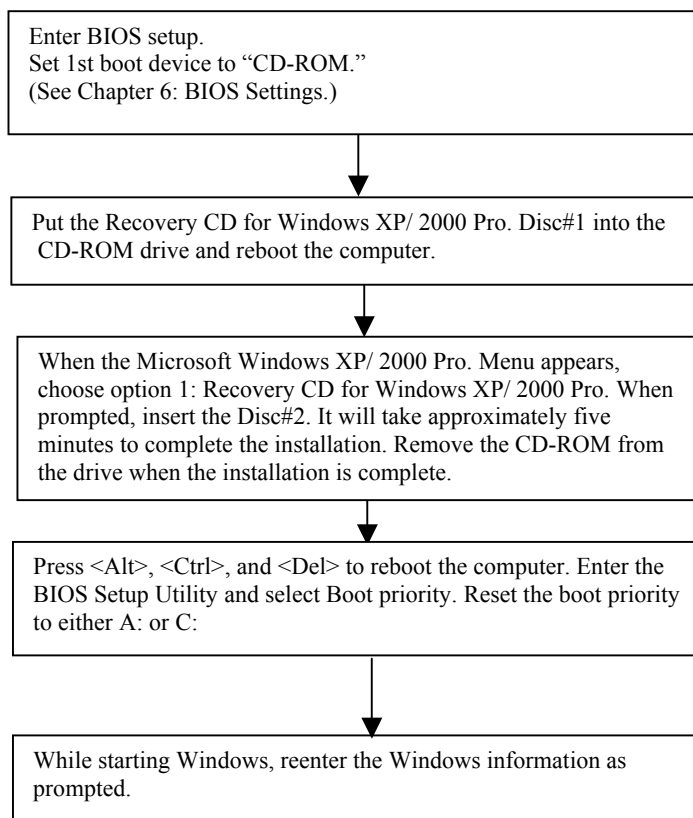 Enter BIOS setup.
Set 1st boot device to “CD-ROM.”
(See Chapter 6: BIOS Settings.)
Put the Recovery CD for Windows XP/ 2000 Pro. Disc#1 into the
CD-ROM drive and reboot the computer.
When the Microsoft Windows XP/ 2000 Pro. Menu appears,
choose option 1: Recovery CD for Windows XP/ 2000 Pro. When
prompted, insert the Disc#2. It will take approximately five
minutes to complete the installation. Remove the CD-ROM from
the drive when the installation is complete.
Press <Alt>, <Ctrl>, and <Del> to reboot the computer. Enter the
BIOS Setup Utility and select Boot priority. Reset the boot priority
to either A: or C:
While starting Windows, reenter the Windows information as
prompted.